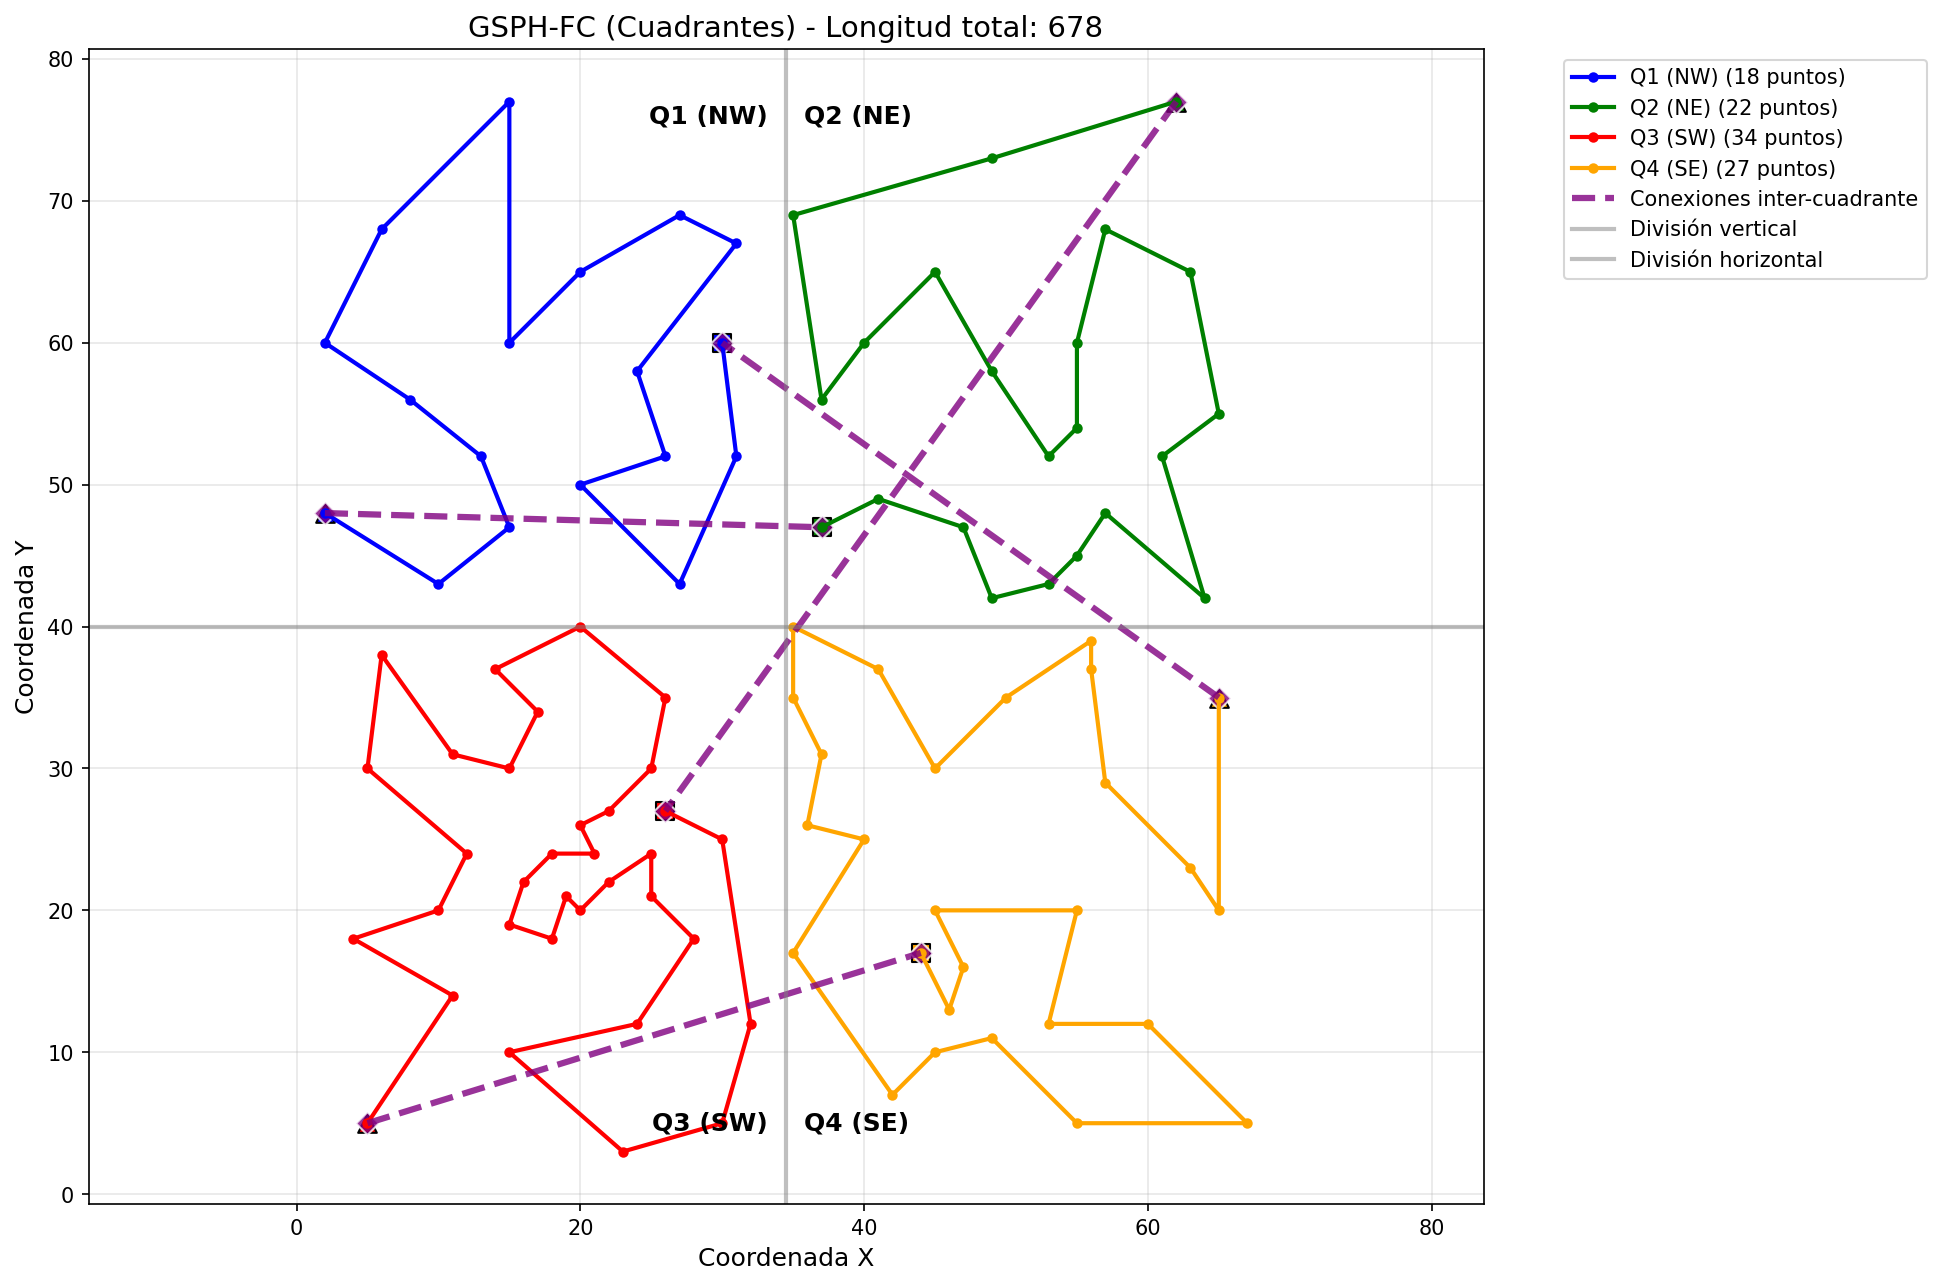 GSPH-FC (Cuadrantes) - Longitud total: 678
80
70
60
50
40
30
20
10
0
Coordenada Y
Q1 (NW)
Q2 (NE)
Q3 (SW)
Q4 (SE)
0
20
40
60
80
Coordenada X
Q1 (NW) (18 puntos)
Q2 (NE) (22 puntos)
Q3 (SW) (34 puntos)
Q4 (SE) (27 puntos)
Conexiones inter-cuadrante
División vertical
División horizontal